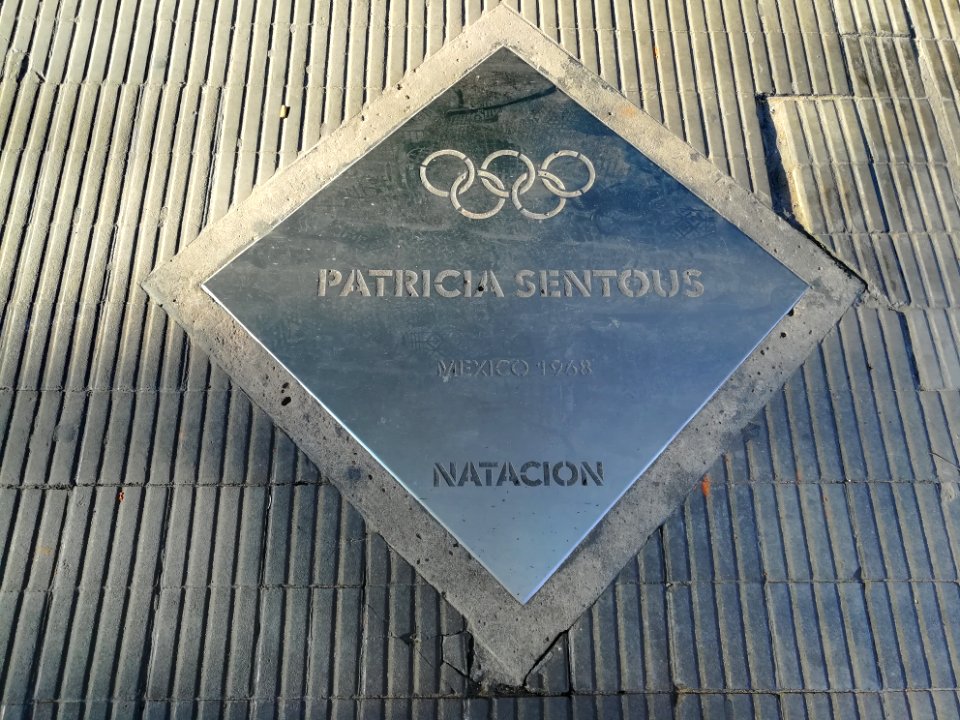 PATRICIA SENTOUS
MEXICO 1968
NATACION